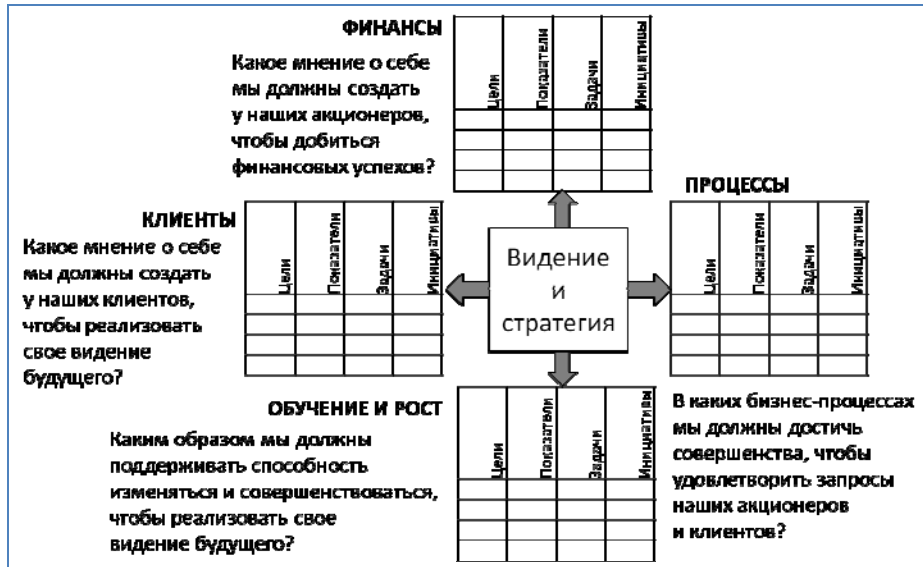 ФИНАНСЫ
Какое мнение о себе
мы должны создать
у наших акционеров,
чтобы добиться
финансовых успехов?
Цели
Показатели
Задачи
Инициативы
КЛИЕНТЫ
Какое мнение о себе
мы должны создать
у наших клиентов,
чтобы реализовать
свое видение
будущего?
Цели
Показатели
Задачи
Инициативы
Видение
и
стратегия
ПРОЦЕССЫ
Цели
Показатели
Задачи
Инициативы
В каких бизнес-процессах
мы должны достичь
совершенства, чтобы
удовлетворить запросы
наших акционеров
и клиентов?
ОБУЧЕНИЕ И РОСТ
Каким образом мы должны
поддерживать способность
изменяться и совершенствоваться,
чтобы реализовать свое
видение будущего?
Цели
Показатели
Задачи
Инициативы